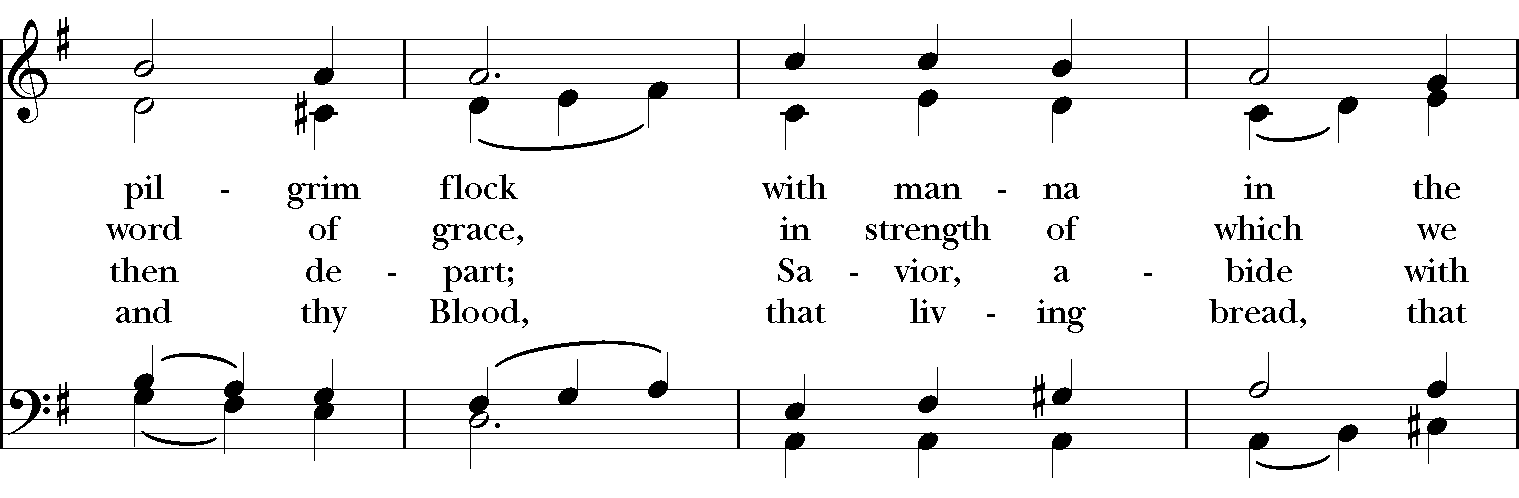 pil - grim flock with man - na in the
word of grace, in strength of which we
then de - part; Sa - vior, a - bide with
and thy Blood, that liv - ing bread, that